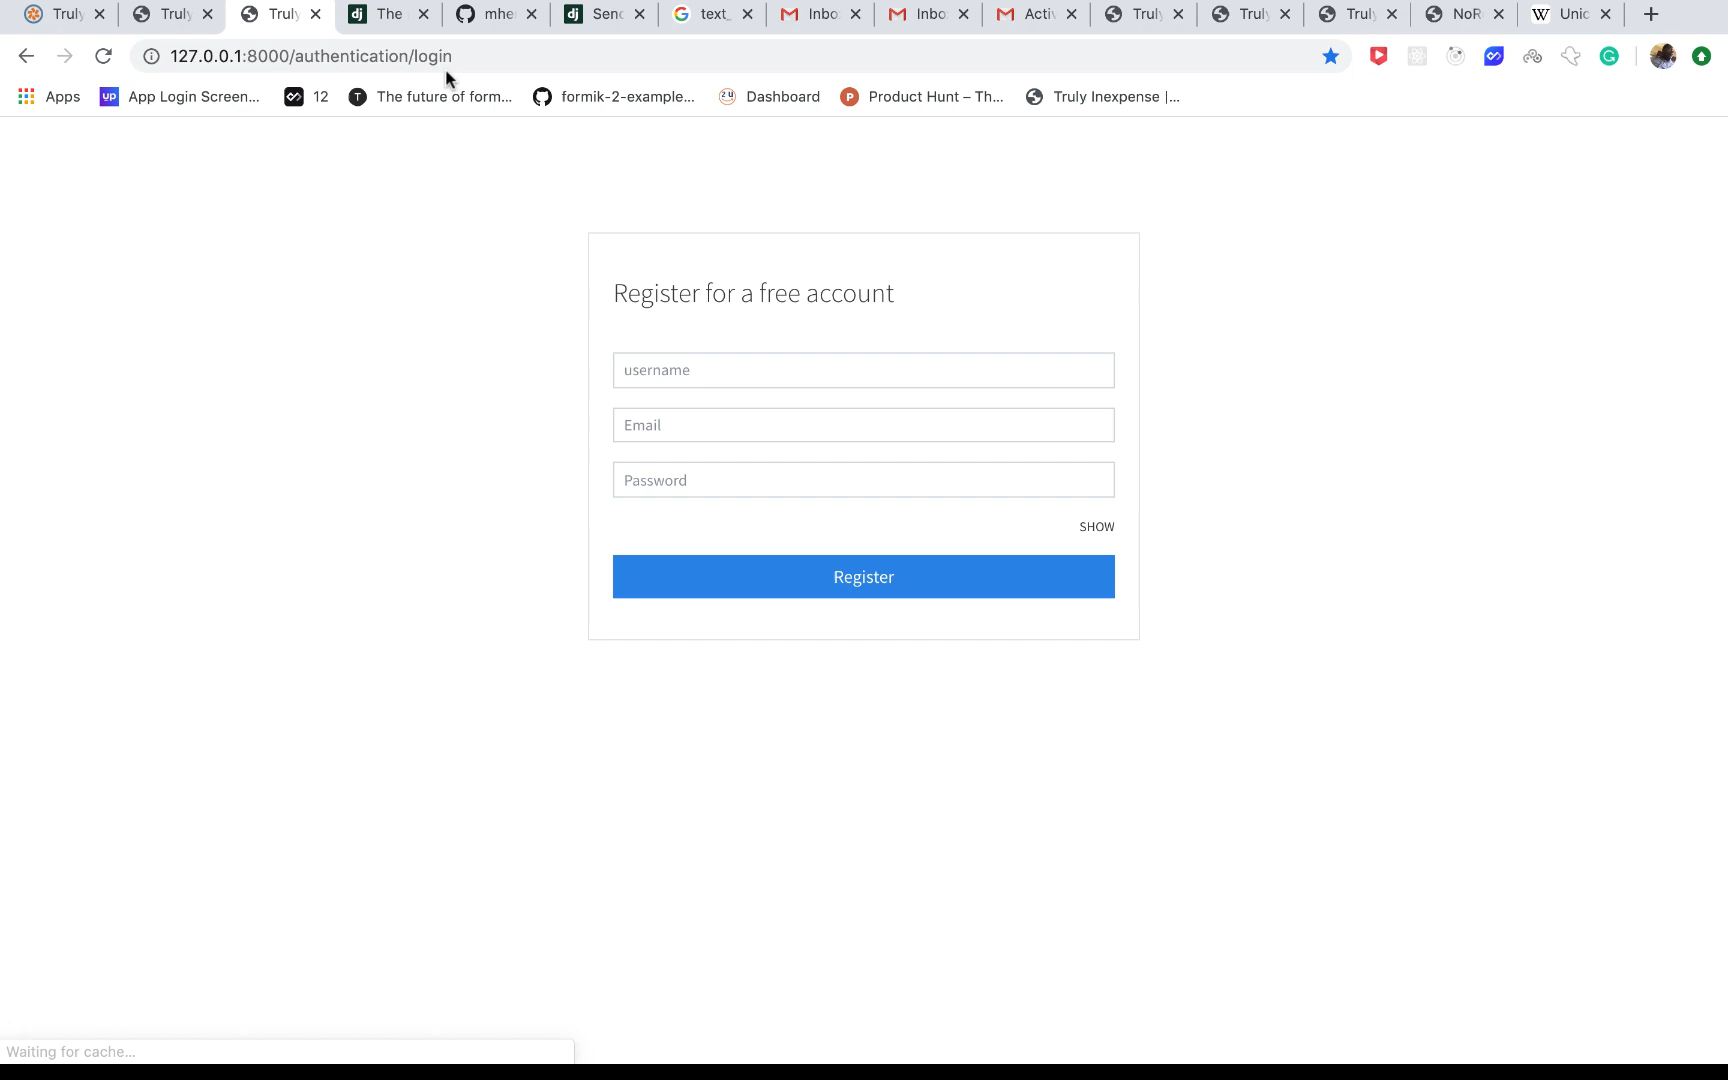 Truly Truly Truly The mhe Send text_ Inbo Inbo Activ Truly Truly Truly NoR Unic
127.0.0.1:8000/authentication/login
Apps App Login Screen... 12 The future of form... formik-2-example... Dashboard Product Hunt – Th... Truly Inexpense |...
Register for a free account
username
Email
Password
SHOW
Register
Waiting for cache...